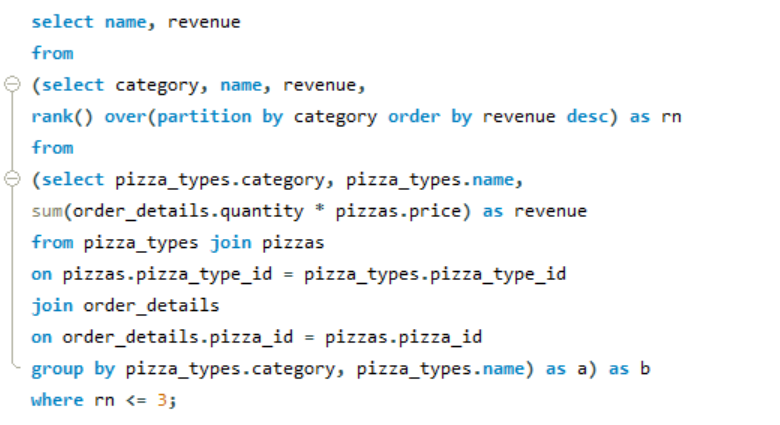 select name, revenue
from
(select category, name, revenue,
rank() over(partition by category order by revenue desc) as rn
from
(select pizza_types.category, pizza_types.name,
sum(order_details.quantity * pizzas.price) as revenue
from pizza_types join pizzas
on pizzas.pizza_type_id = pizza_types.pizza_type_id
join order_details
on order_details.pizza_id = pizzas.pizza_id
group by pizza_types.category, pizza_types.name) as a) as b
where rn <= 3;